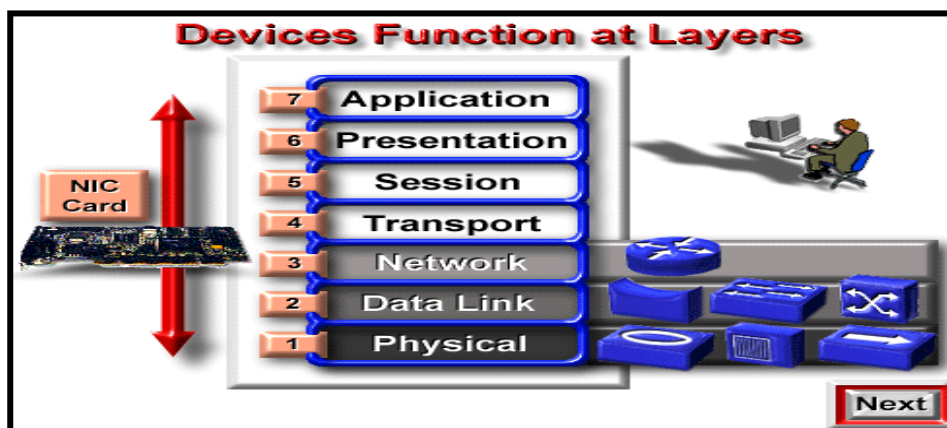 Devices Function at Layers
7 Application
6 Presentation
5 Session
NIC
Card
4 Transport
3 Network
2 Data Link
1 Physical
Next